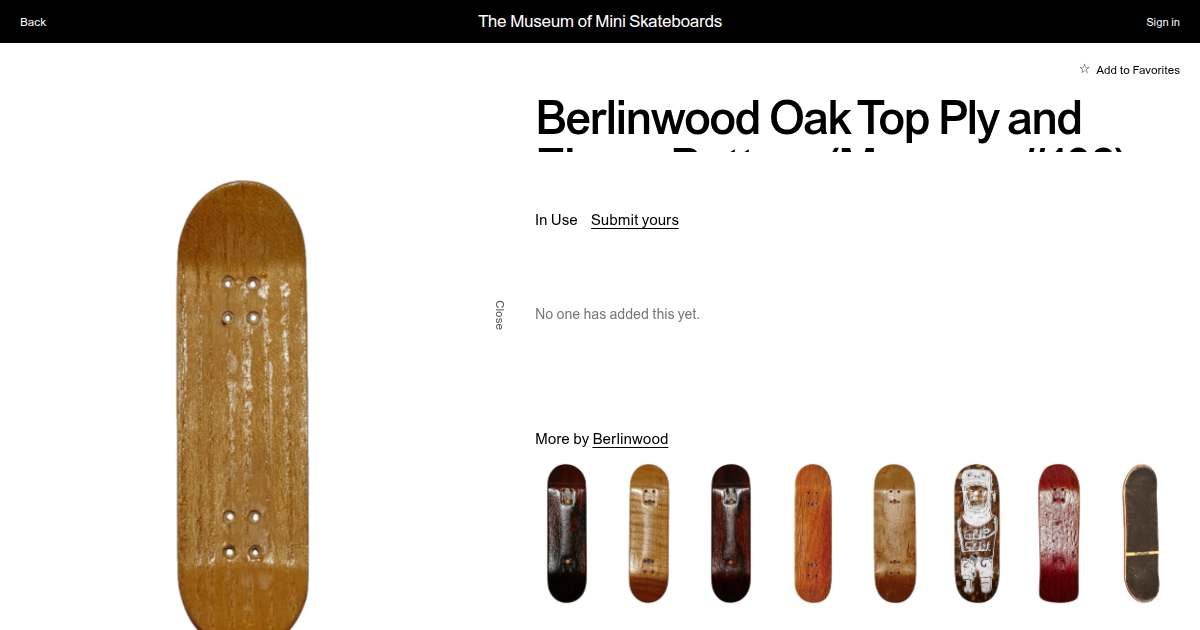 Back
The Museum of Mini Skateboards
Sign in
☆ Add to Favorites
Berlinwood Oak Top Ply and
In Use Submit yours
Close
No one has added this yet.
More by Berlinwood